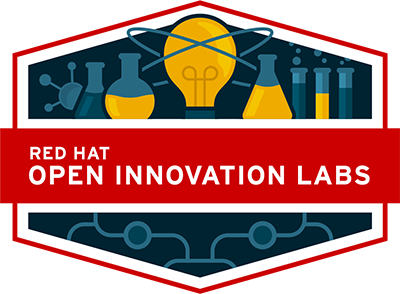 RED HAT
OPEN INNOVATION LABS